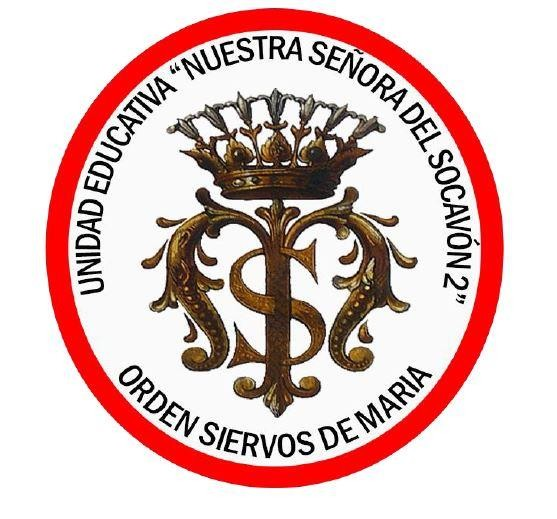 UNIDAD EDUCATIVA "NUESTRA SEÑORA DEL SOCAVÓN 2"
S
ORDEN SIERVOS DE MARIA